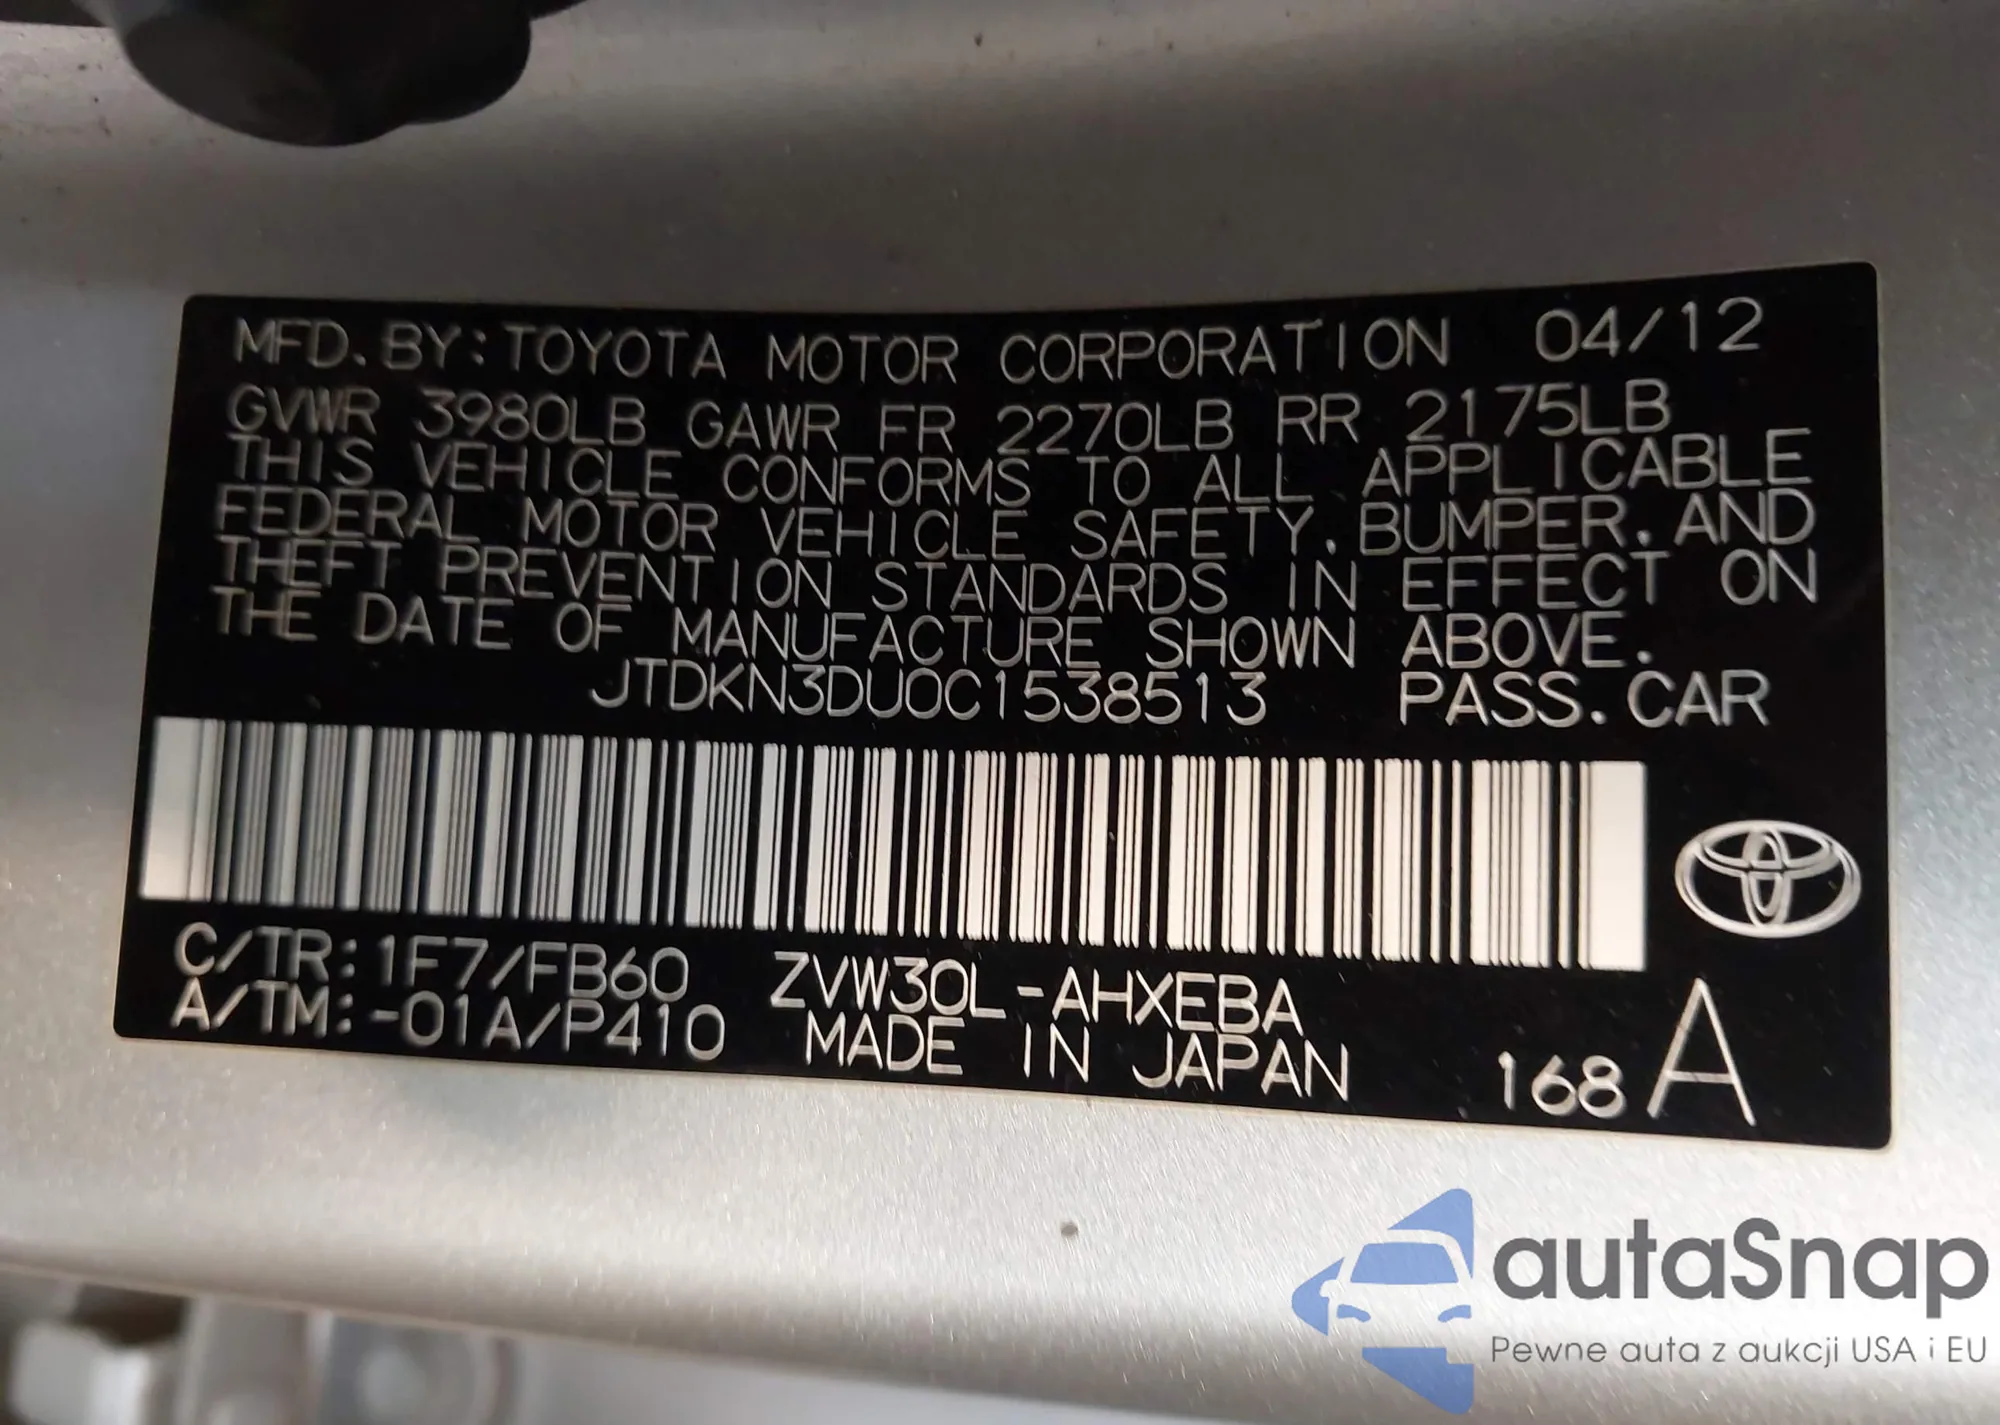 MFD. BY: TOYOTA MOTOR CORPORATION 04/12
GVWR 3980LB GAWR FR 2270LB RR 2175LB
THIS VEHICLE CONFORMS TO ALL APPLICABLE
FEDERAL MOTOR VEHICLE SAFETY, BUMPER, AND
THEFT PREVENTION STANDARDS IN EFFECT ON
THE DATE OF MANUFACTURE SHOWN ABOVE.
JTDKN3DU0C1538513 PASS. CAR
C/TR: 1F7/FB60 ZVW30L-AHXEBA
A/TM: -01A/P410 MADE IN JAPAN 168 A
autaSnap
Pewne auta z aukcji USA i EU